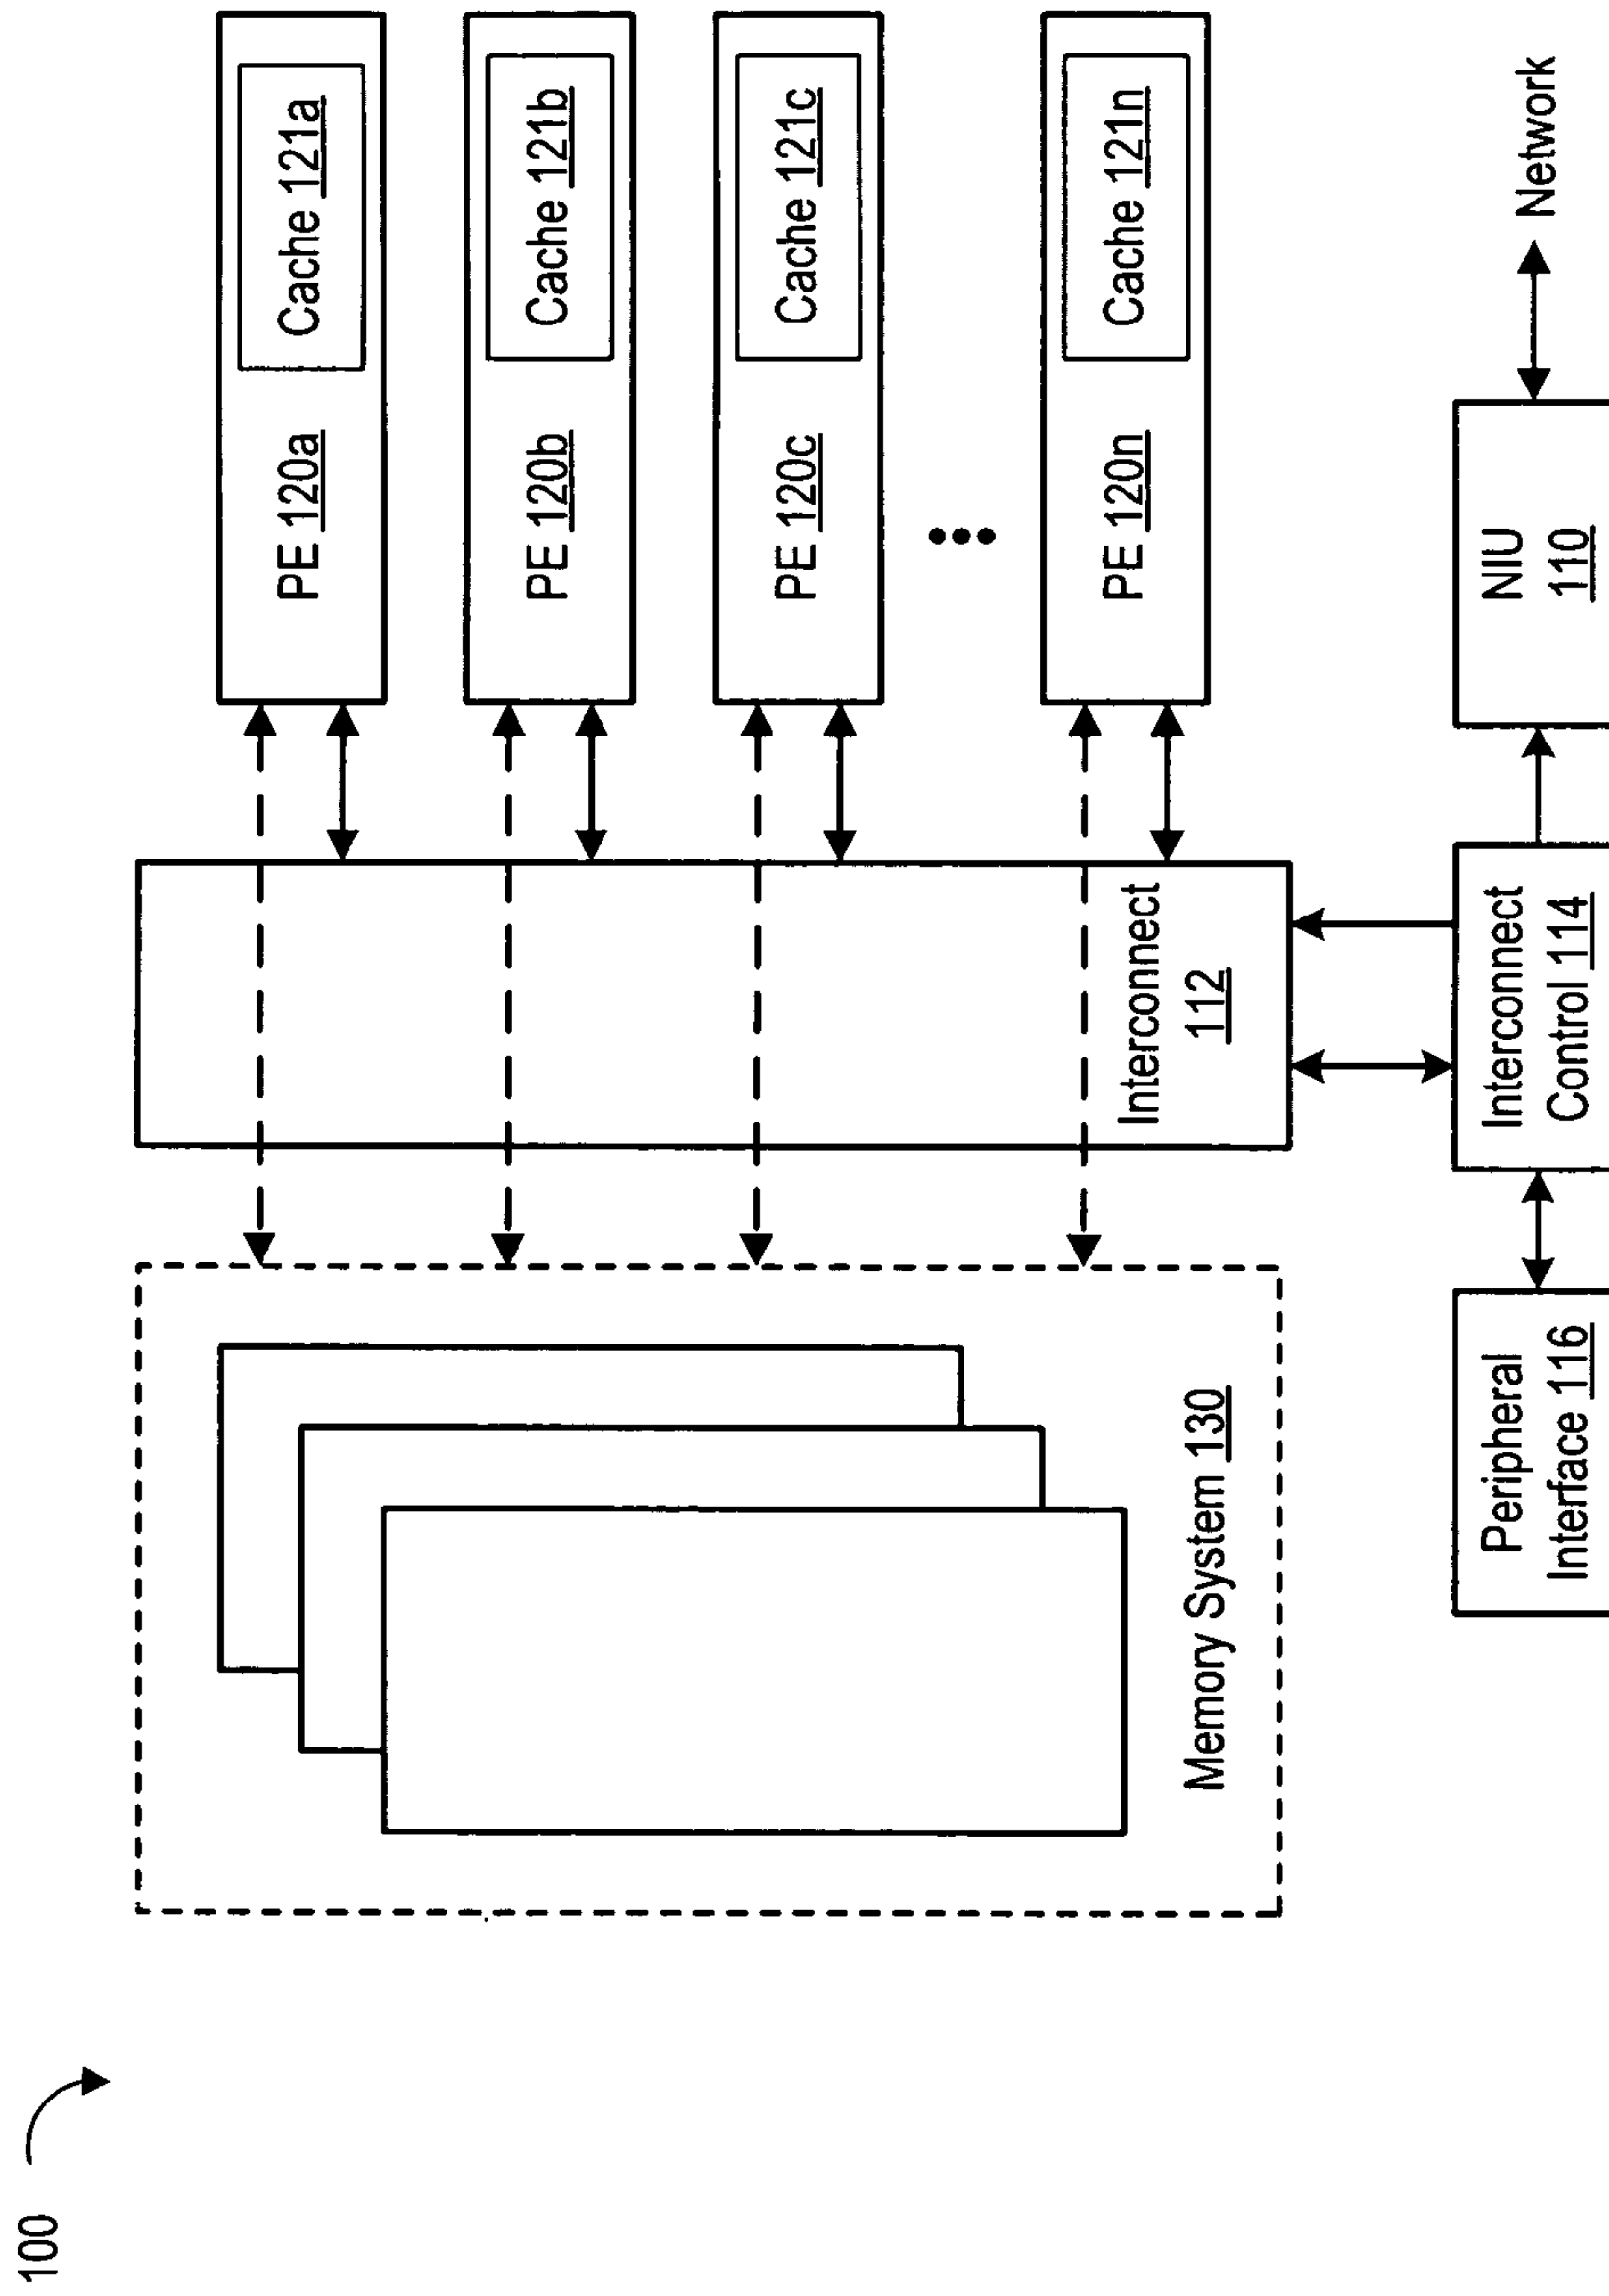 100
PE 120a
Cache 121a
PE 120b
Cache 121b
PE 120c
Cache 121c
PE 120n
Cache 121n
Memory System 130
Interconnect
112
Peripheral
Interface 116
Interconnect
Control 114
NIU
110
Network